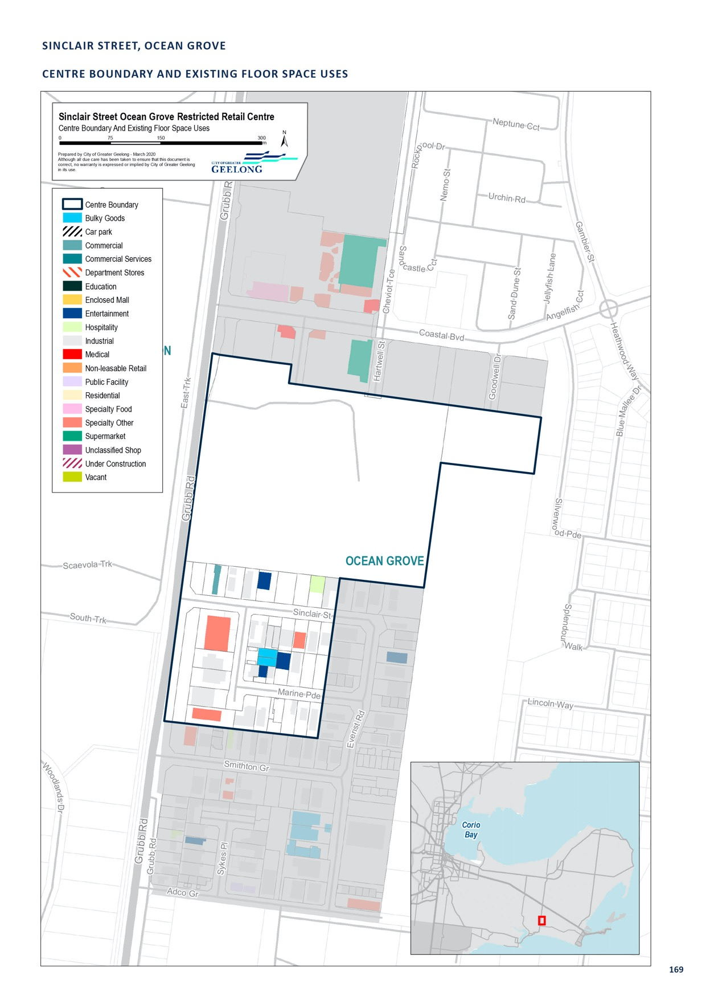 SINCLAIR STREET, OCEAN GROVE
CENTRE BOUNDARY AND EXISTING FLOOR SPACE USES
Sinclair Street Ocean Grove Restricted Retail Centre
Centre Boundary And Existing Floor Space Uses
0 75 150 300
m
N
Prepared by City of Greater Geelong - March 2020
Although all due care has been taken to ensure that this document is
correct, no warranty is expressed or implied by City of Greater Geelong
in its use.
CITY OF GREATER
GEELONG
Centre Boundary
Bulky Goods
Car park
Commercial
Commercial Services
Department Stores
Education
Enclosed Mall
Entertainment
Hospitality
Industrial
Medical
Non-leasable Retail
Public Facility
Residential
Specialty Food
Specialty Other
Supermarket
Unclassified Shop
Under Construction
Vacant
N
Neptune Cct
Rockpool Dr
Nemo St
Urchin Rd
Gambier St
Sandcastle Cct
Cheviot Tce
Sand Dune St
Jellyfish Lane
Angelfish Cct
Coastal Bvd
Heathwood Way
Hartwell St
Goodwell Dr
Blue Mallee Dr
Grubb R
East Trk
Grubb Rd
Silverwood Pde
OCEAN GROVE
Scaevola Trk
South Trk
Sinclair St
Splendour Walk
Marine Pde
Lincoln Way
Everist Rd
Smithton Gr
Woodlands Dr
Grubb Rd
Grubb Rd
Sykes Pl
Adco Gr
Corio
Bay
169